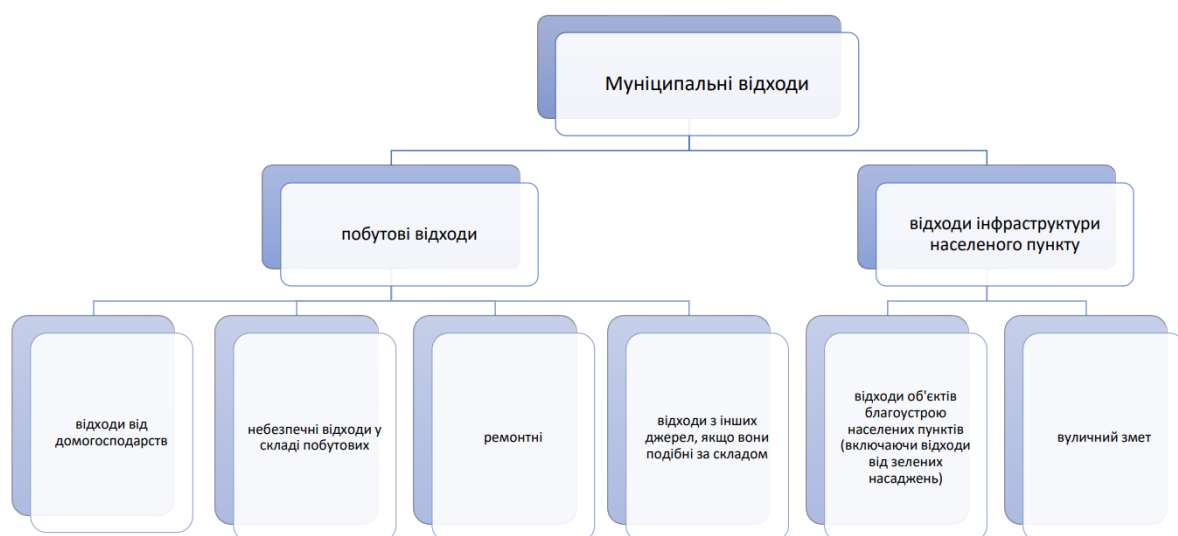 Муніципальні відходи
побутові відходи
відходи інфраструктури
населеного пункту
відходи від
домогосподарств
небезпечні відходи у
складі побутових
ремонтні
відходи з інших
джерел, якщо вони
подібні за складом
відходи об'єктів
благоустрою
населених пунктів
(включаючи відходи
від зелених
насаджень)
вуличний змет